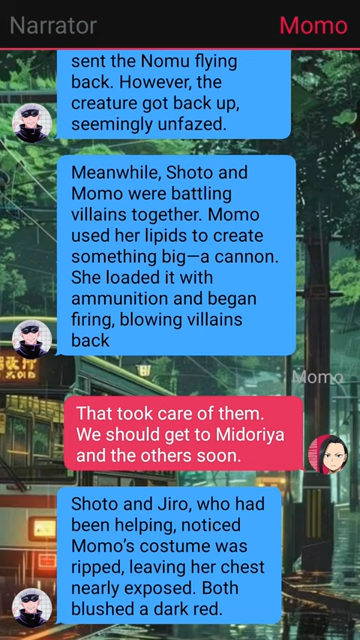 Narrator
Momo
sent the Nomu flying
back. However, the
creature got back up,
seemingly unfazed.
Meanwhile, Shoto and
Momo were battling
villains together. Momo
used her lipids to create
something big—a cannon.
She loaded it with
ammunition and began
firing, blowing villains
back
Momo
That took care of them.
We should get to Midoriya
and the others soon.
Shoto and Jiro, who had
been helping, noticed
Momo’s costume was
ripped, leaving her chest
nearly exposed. Both
blushed a dark red.